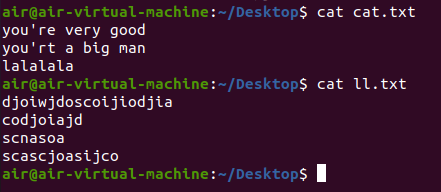 air@air-virtual-machine:~/Desktop$ cat cat.txt
you're very good
you'rt a big man
lalalala
air@air-virtual-machine:~/Desktop$ cat ll.txt
djoiwjdoscoijiodjia
codjoiajd
scnasoa
scascjoasijco
air@air-virtual-machine:~/Desktop$